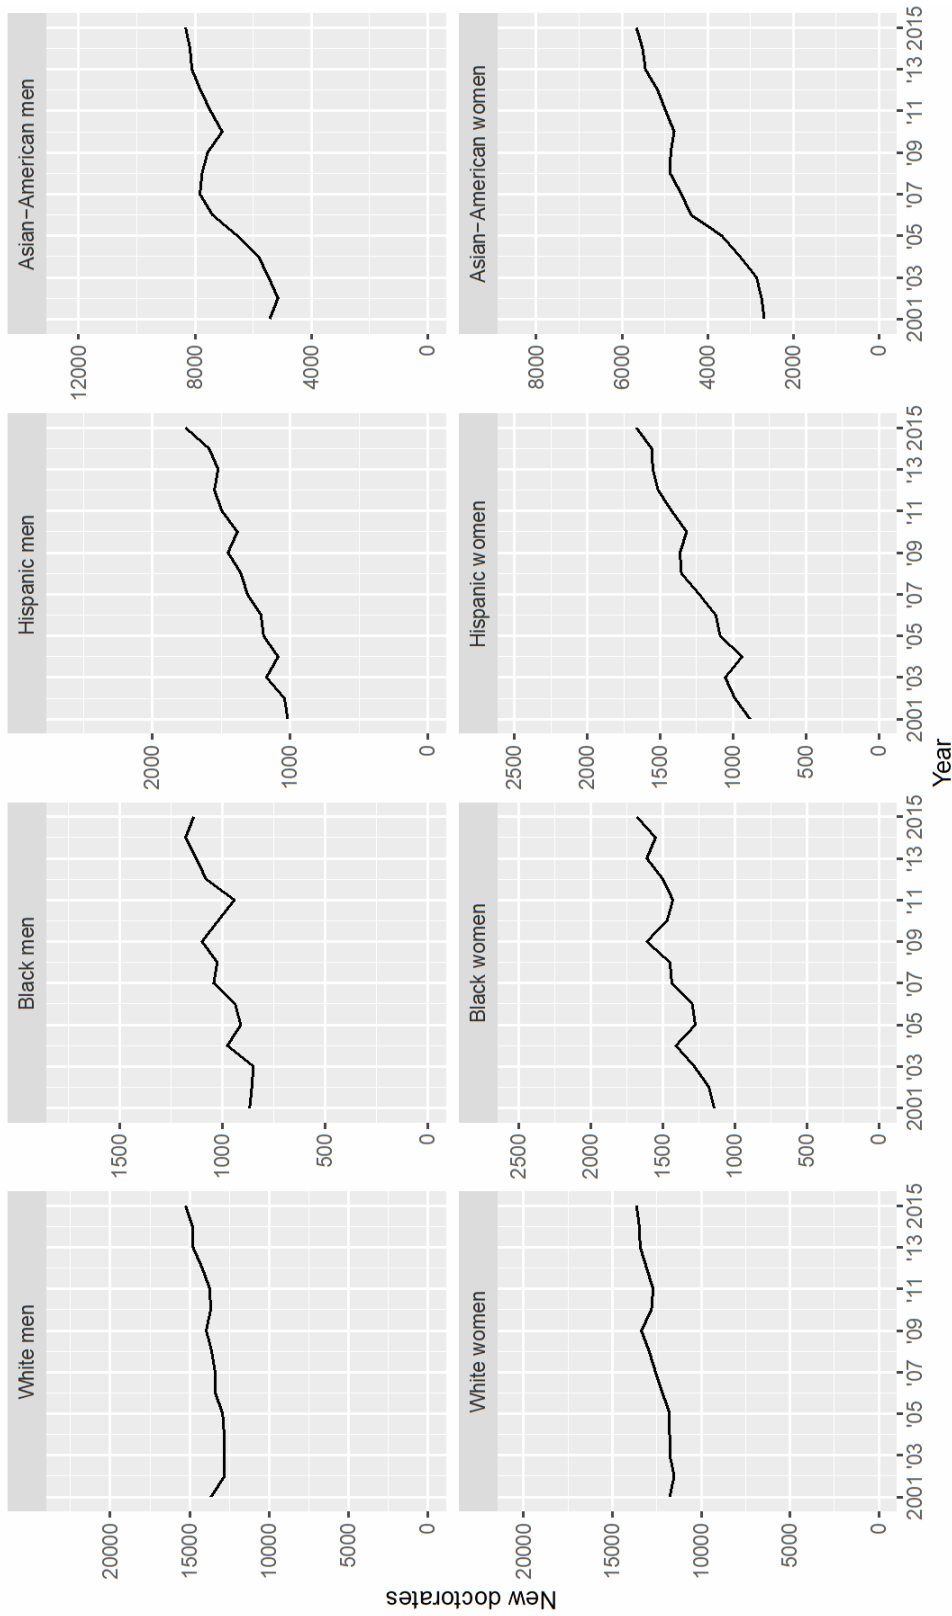 White men
Black men
Hispanic men
Asian−American men
20000
15000
10000
5000
0
1500
1000
500
0
2000
1000
0
12000
8000
4000
0
White women
Black women
Hispanic women
Asian−American women
20000
15000
10000
5000
0
2500
2000
1500
1000
500
0
2500
2000
1500
1000
500
0
8000
6000
4000
2000
0
2001 '03 '05 '07 '09 '11 '13 2015
2001 '03 '05 '07 '09 '11 '13 2015
2001 '03 '05 '07 '09 '11 '13 2015
2001 '03 '05 '07 '09 '11 '13 2015
Year
New doctorates